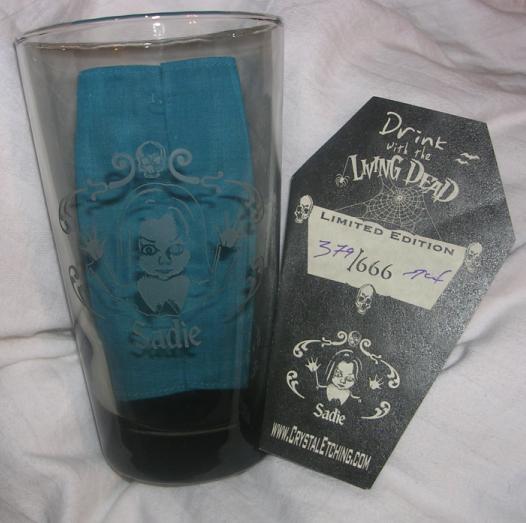 Sadie
Drink
with the
LIVING DEAD
LIMITED EDITION
379/666
Sadie
WWW.CRYSTALETCHING.COM